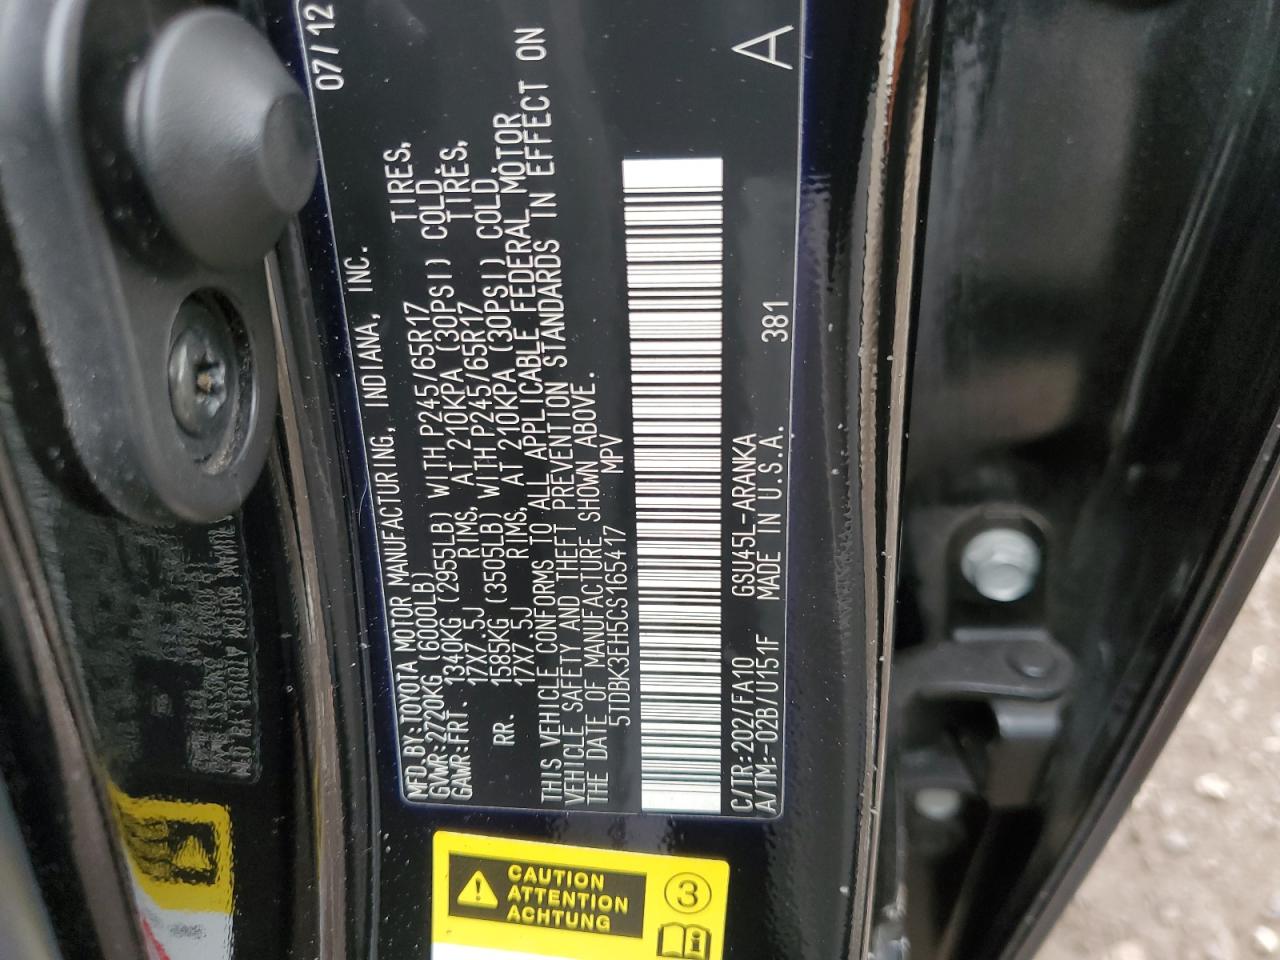 MFD.BY:TOYOTA MOTOR MANUFACTURING, INDIANA, INC. 07/12
GVWR:2720KG(6000LB)
GAWR:FRT. 1340KG(2955LB) WITH P245/65R17 TIRES,
17X7.5J RIMS, AT 210KPA(30PSI) COLD.
RR. 1585KG(3505LB) WITH P245/65R17 TIRES,
17X7.5J RIMS, AT 210KPA(30PSI) COLD.
THIS VEHICLE CONFORMS TO ALL APPLICABLE FEDERAL MOTOR
VEHICLE SAFETY AND THEFT PREVENTION STANDARDS IN EFFECT ON
THE DATE OF MANUFACTURE SHOWN ABOVE.
5TDBK3EH5CS165417 MPV
C/TR:202/FA10 GSU45L-ARANKA
A/TM:-02B/U151F MADE IN U.S.A. 381 A
CAUTION
ATTENTION
ACHTUNG
3